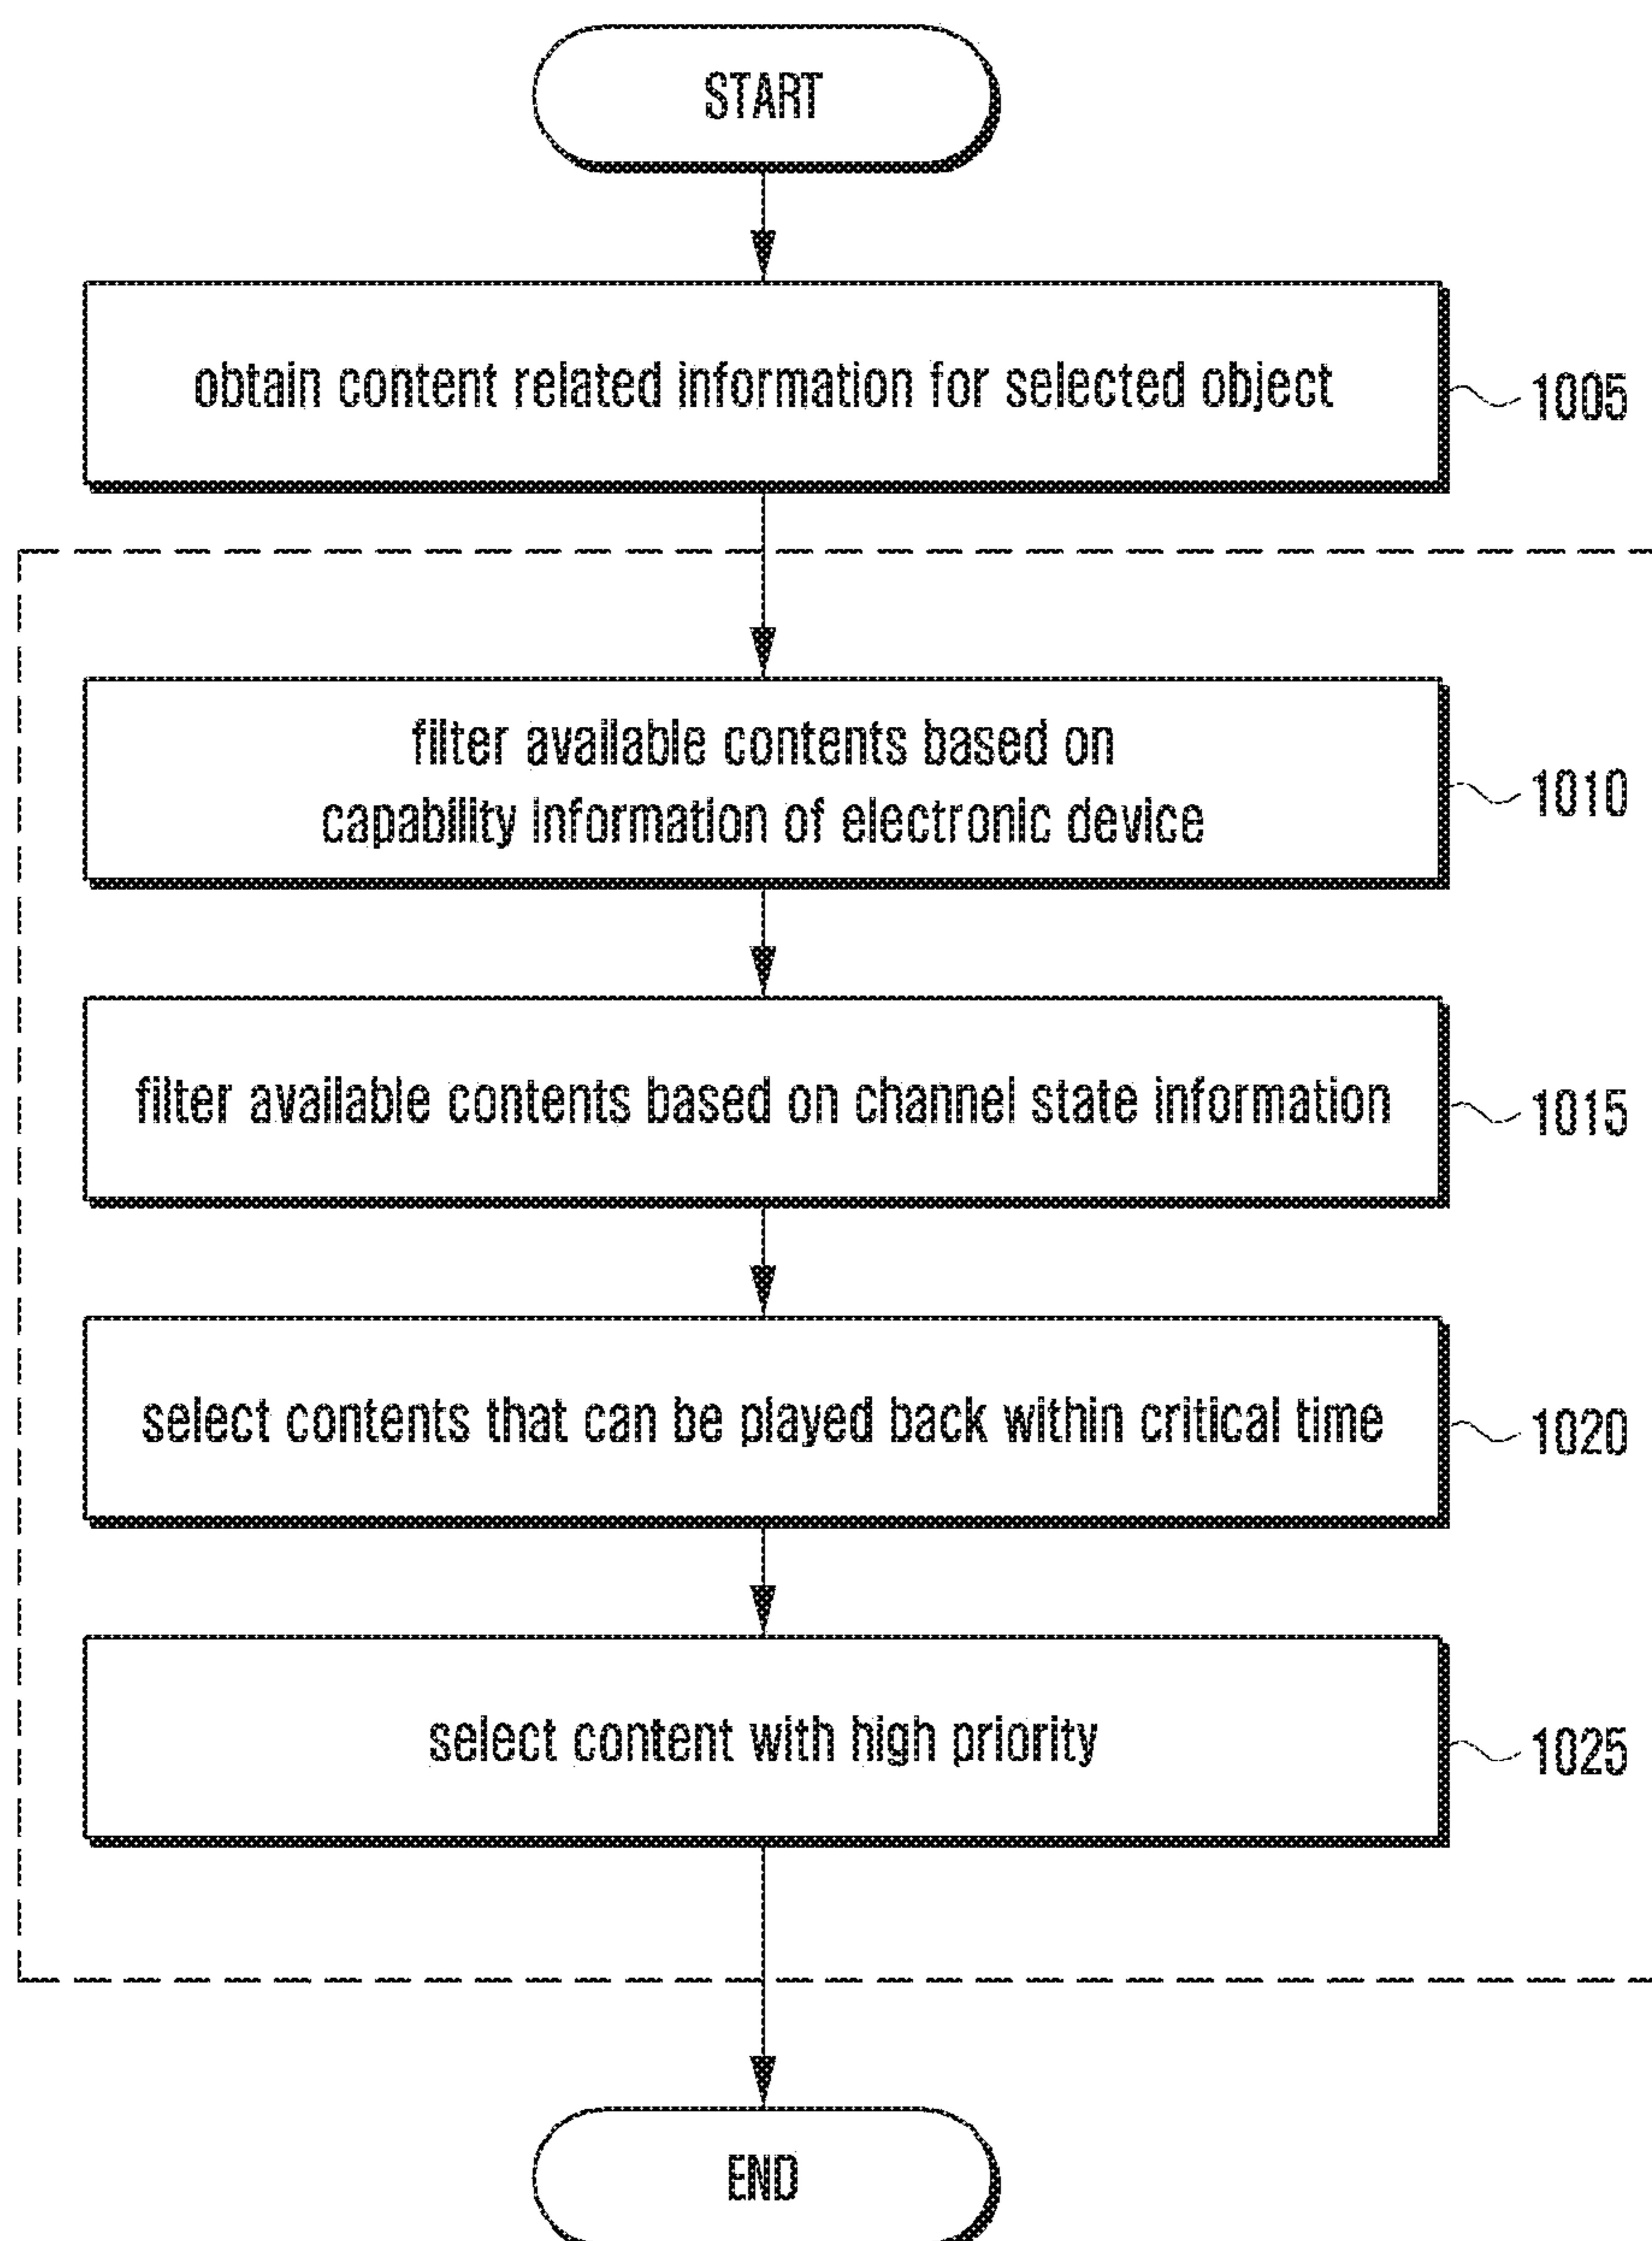 START
obtain content related information for selected object
1005
filter available contents based on
capability information of electronic device
1010
filter available contents based on channel state information
1015
select contents that can be played back within critical time
1020
select content with high priority
1025
END